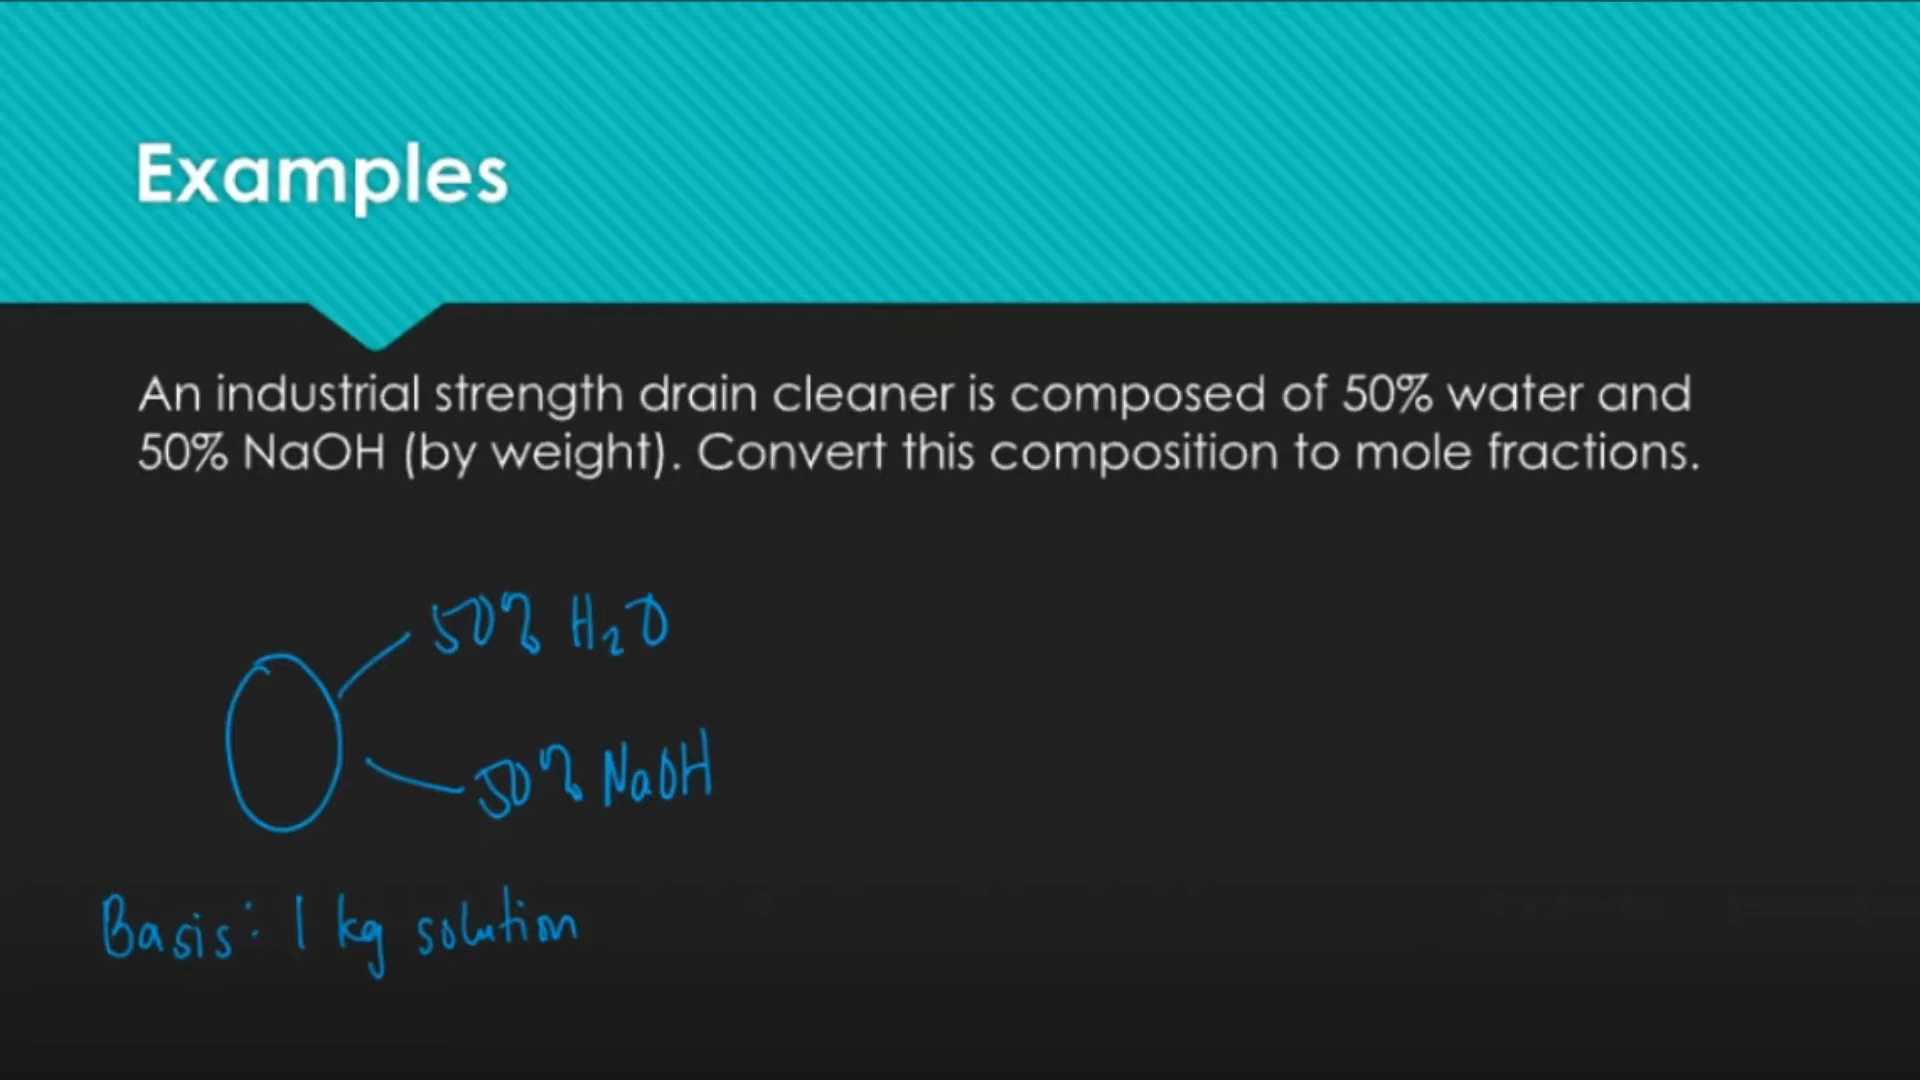 Examples
An industrial strength drain cleaner is composed of 50% water and
50% NaOH (by weight). Convert this composition to mole fractions.
50% H₂O
50% NaOH
Basis: 1 kg solution